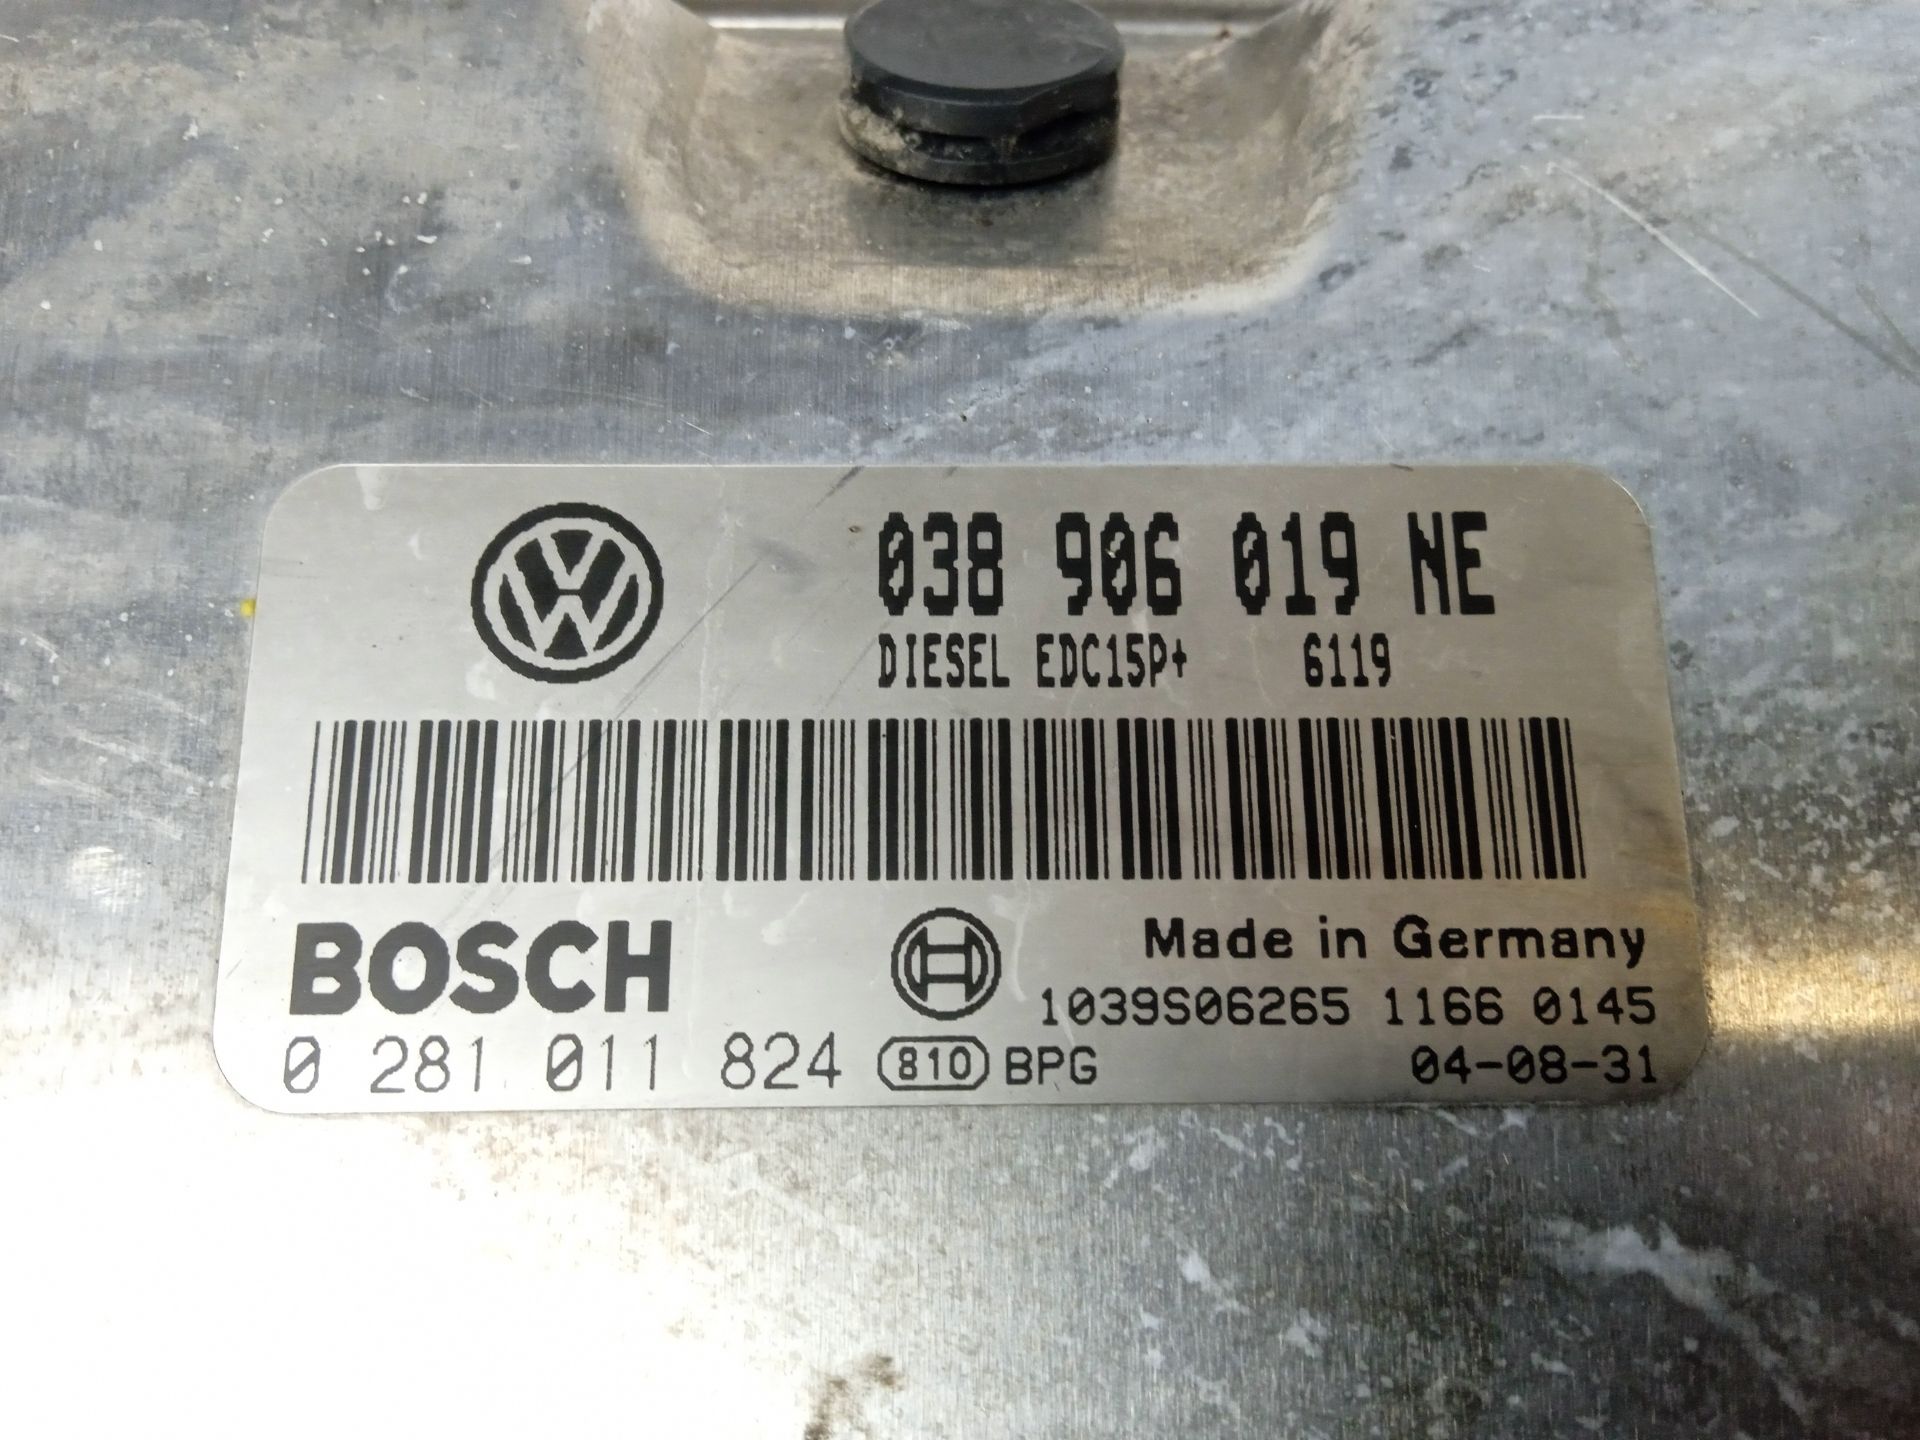 038 906 019 NE
DIESEL EDC15P+ 6119
BOSCH
Made in Germany
1039S06265 1166 0145
0 281 011 824 810 BPG 04-08-31